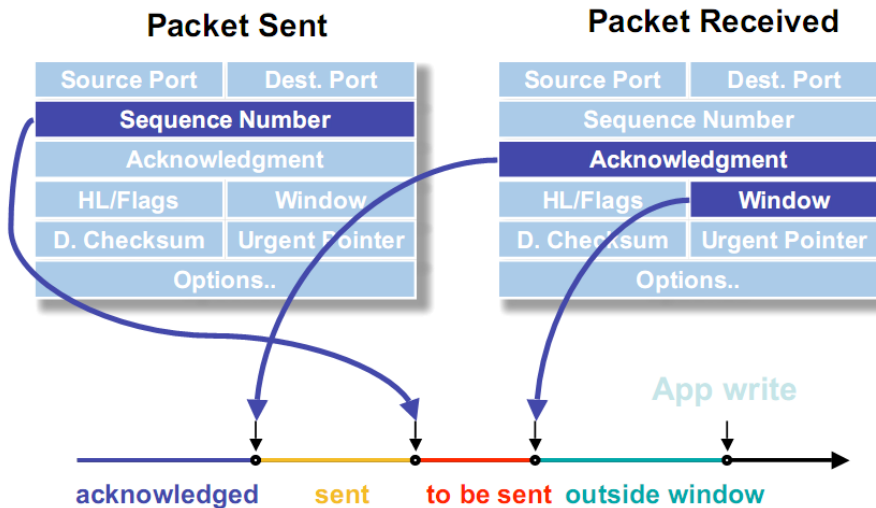 Packet Sent
Source Port Dest. Port
Sequence Number
Acknowledgment
HL/Flags Window
D. Checksum Urgent Pointer
Options..
Packet Received
Source Port Dest. Port
Sequence Number
Acknowledgment
HL/Flags Window
D. Checksum Urgent Pointer
Options..
App write
acknowledged sent to be sent outside window